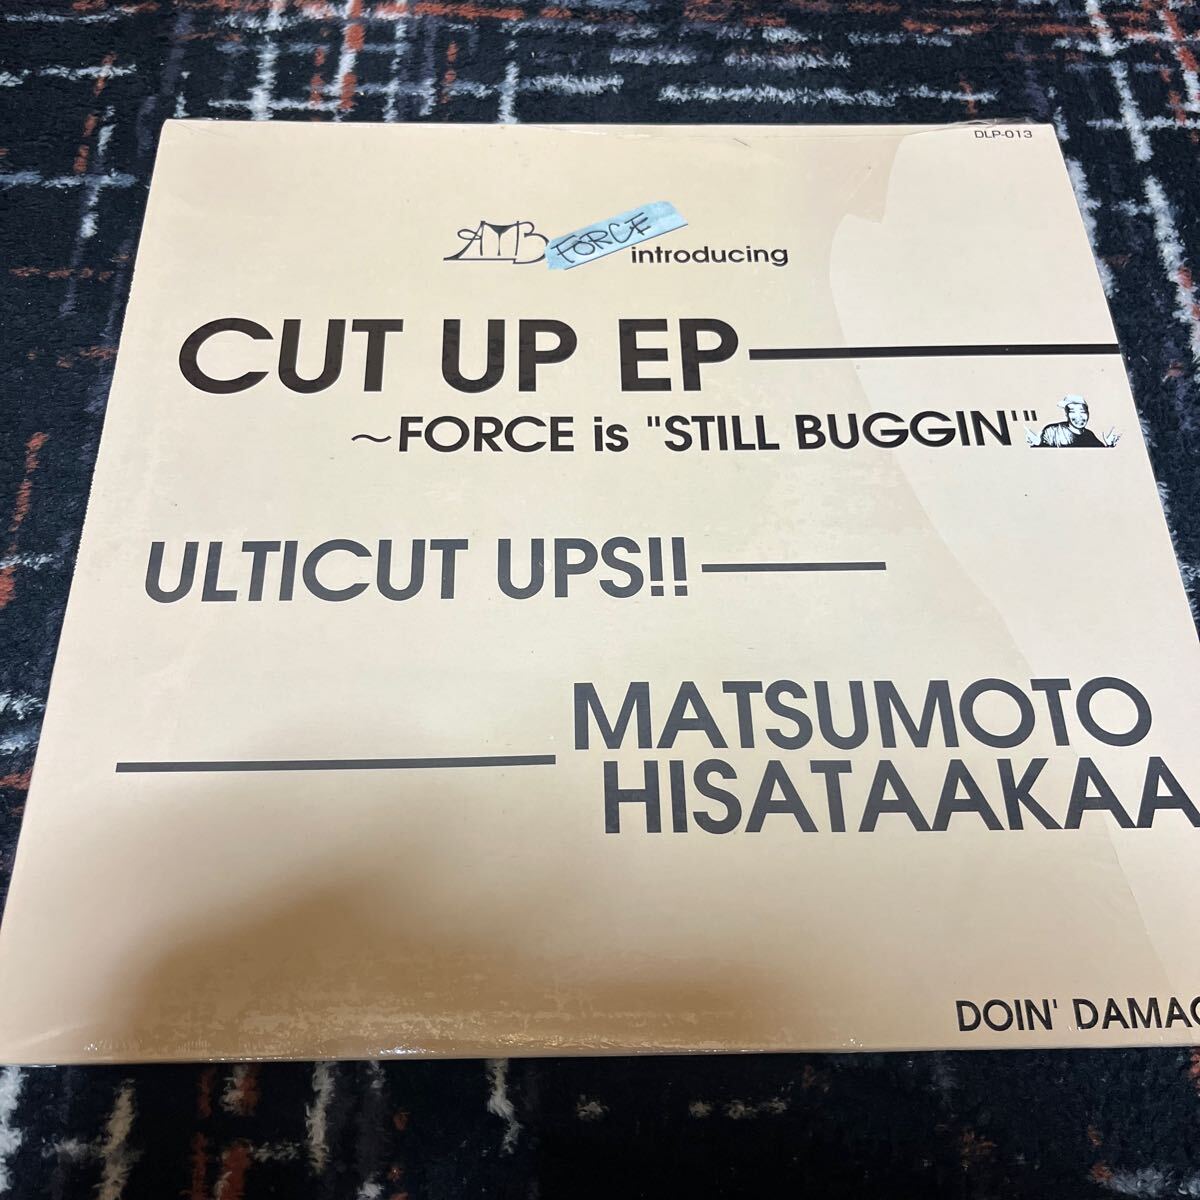 DLP-013
AMB FORCE introducing
CUT UP EP
～FORCE is "STILL BUGGIN'"
ULTICUT UPS!!
MATSUMOTO
HISATAAKAA
DOIN' DAMAG